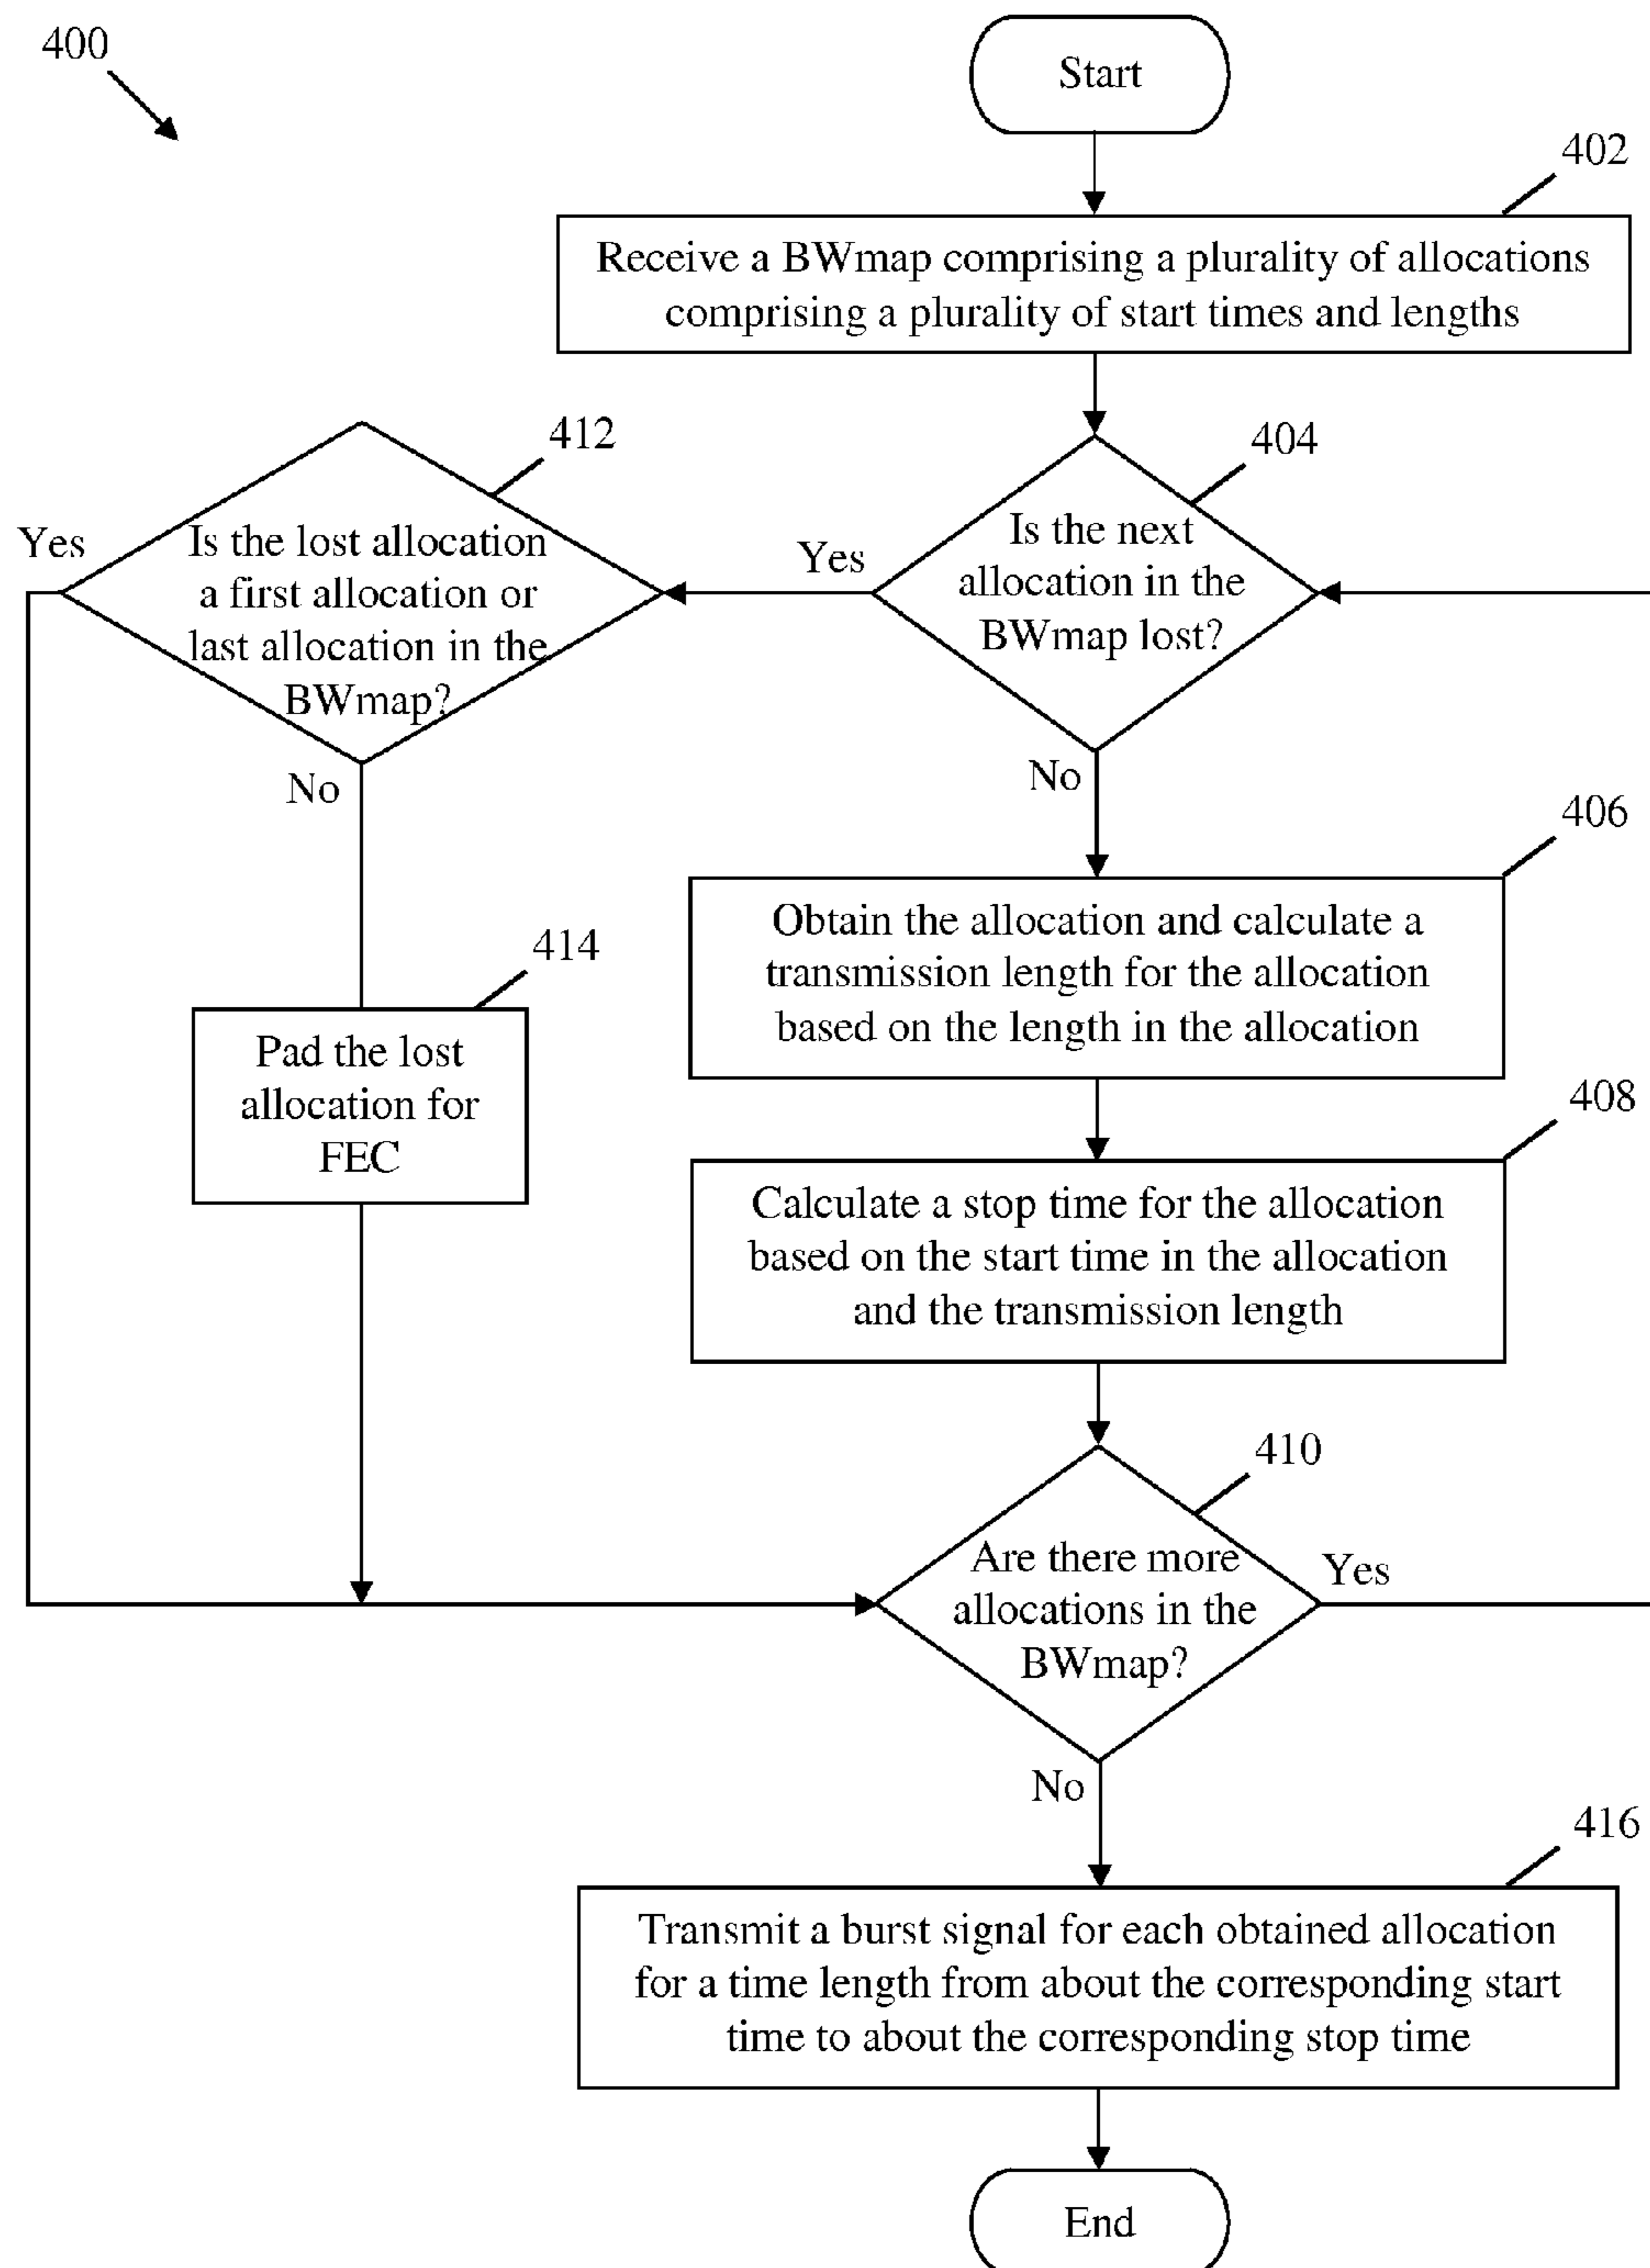 400
Start
402
Receive a BWmap comprising a plurality of allocations
comprising a plurality of start times and lengths
412
404
Yes
Is the lost allocation
a first allocation or
last allocation in the
BWmap?
Yes
Is the next
allocation in the
BWmap lost?
No
No
406
Obtain the allocation and calculate a
transmission length for the allocation
based on the length in the allocation
414
Pad the lost
allocation for
FEC
408
Calculate a stop time for the allocation
based on the start time in the allocation
and the transmission length
410
Are there more
allocations in the
BWmap?
Yes
No
416
Transmit a burst signal for each obtained allocation
for a time length from about the corresponding start
time to about the corresponding stop time
End